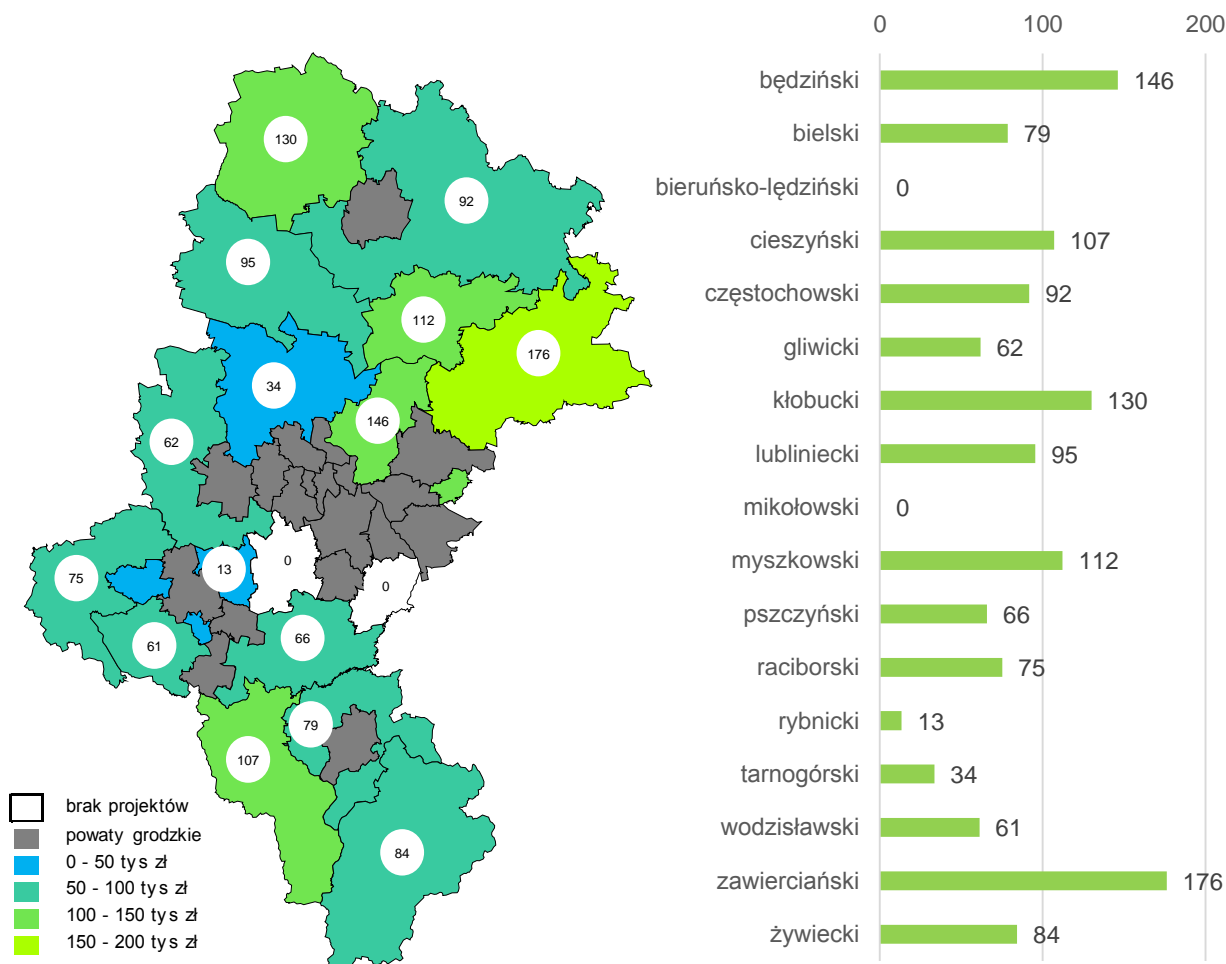 130
92
95
112
176
34
146
62
13
0
0
75
61
66
79
107
84
brak projektów
powaty grodzkie
0 - 50 tys zł
50 - 100 tys zł
100 - 150 tys zł
150 - 200 tys zł
0 100 200
będziński 146
bielski 79
bieruńsko-lędziński 0
cieszyński 107
częstochowski 92
gliwicki 62
kłobucki 130
lubliniecki 95
mikołowski 0
myszkowski 112
pszczyński 66
raciborski 75
rybnicki 13
tarnogórski 34
wodzisławski 61
zawierciański 176
żywiecki 84